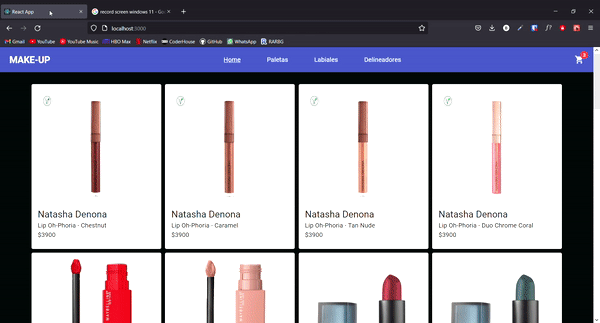 React App
record screen windows 11 - Go
localhost:3000
Gmail YouTube YouTube Music HBO Max Netflix CoderHouse GitHub WhatsApp RARBG
MAKE-UP Home Paletas Labiales Delineadores
Natasha Denona
Lip Oh-Phoria - Chestnut
$3900
Natasha Denona
Lip Oh-Phoria - Caramel
$3900
Natasha Denona
Lip Oh-Phoria - Tan Nude
$3900
Natasha Denona
Lip Oh-Phoria - Duo Chrome Coral
$3900